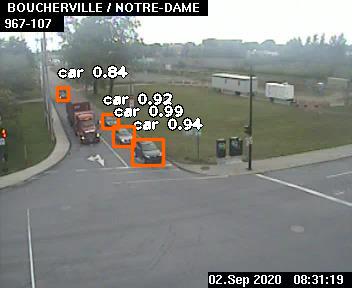 BOUCHERVILLE / NOTRE-DAME
967-107
car 0.84
car 0.92
car 0.99
car 0.94
02.Sep 2020 08:31:19